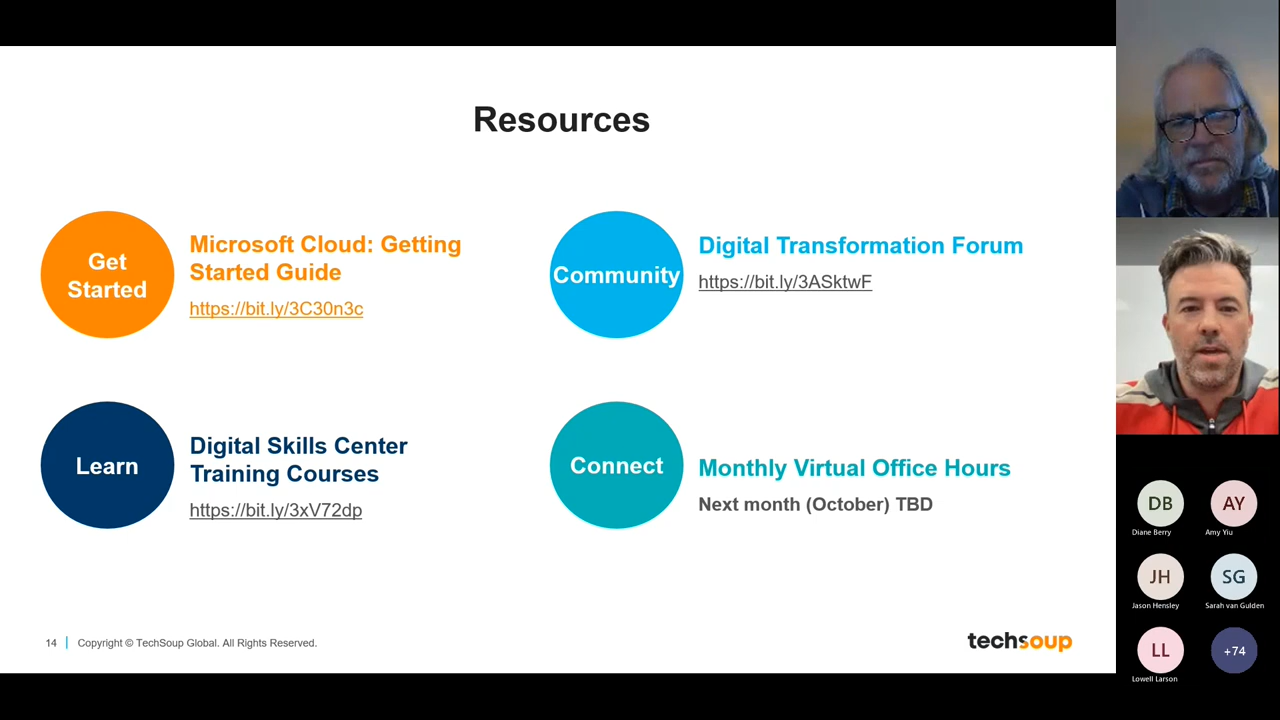 Resources
Get
Started
Microsoft Cloud: Getting
Started Guide
https://bit.ly/3C30n3c
Community
Digital Transformation Forum
https://bit.ly/3ASktwF
Learn
Digital Skills Center
Training Courses
https://bit.ly/3xV72dp
Connect
Monthly Virtual Office Hours
Next month (October) TBD
14
Copyright © TechSoup Global. All Rights Reserved.
techsoup
DB
Diane Berry
AY
Amy Yiu
JH
Jason Hensley
SG
Sarah van Gulden
LL
Lowell Larson
+74